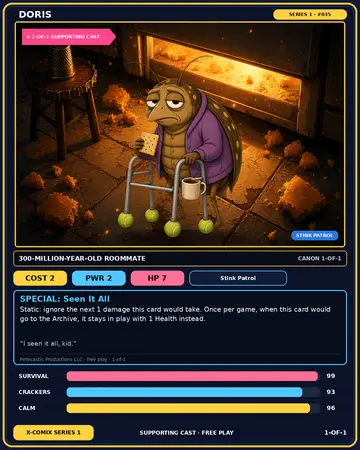 DORIS
SERIES 1 · #035
★ 1-OF-1 SUPPORTING CAST
STINK PATROL
300-MILLION-YEAR-OLD ROOMMATE
CANON 1-OF-1
COST 2
PWR 2
HP 7
Stink Patrol
SPECIAL: Seen It All
Static: ignore the next 1 damage this card would take. Once per game, when this card would
go to the Archive, it stays in play with 1 Health instead.
"I seen it all, kid."
Petecastic Productions LLC · free play · 1-of-1
SURVIVAL
99
CRACKERS
93
CALM
96
X-COMIX SERIES 1
SUPPORTING CAST · FREE PLAY
1-OF-1